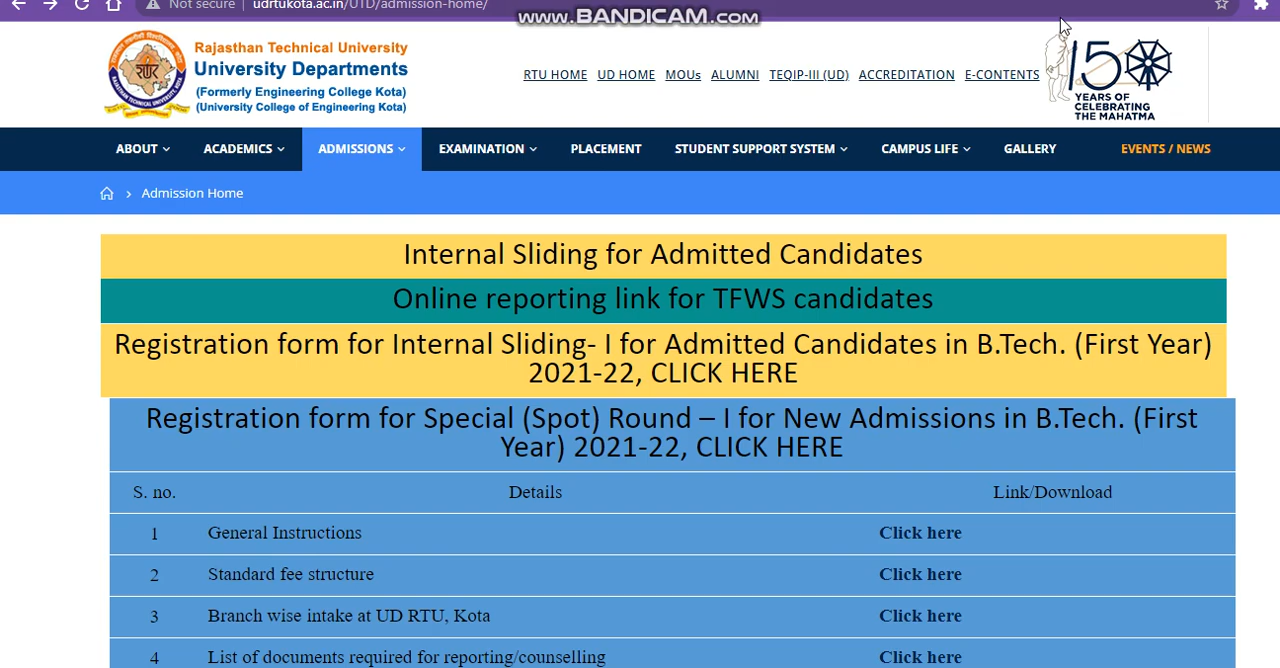 Not secure | udrtukota.ac.in/UTD/admission-home/
www.BANDICAM.com
Rajasthan Technical University
University Departments
(Formerly Engineering College Kota)
(University College of Engineering Kota)
RTU HOME UD HOME MOUs ALUMNI TEQIP-III (UD) ACCREDITATION E-CONTENTS
150
YEARS OF
CELEBRATING
THE MAHATMA
ABOUT ACADEMICS ADMISSIONS EXAMINATION PLACEMENT STUDENT SUPPORT SYSTEM CAMPUS LIFE GALLERY EVENTS / NEWS
Admission Home
Internal Sliding for Admitted Candidates
Online reporting link for TFWS candidates
Registration form for Internal Sliding- I for Admitted Candidates in B.Tech. (First Year)
2021-22, CLICK HERE
Registration form for Special (Spot) Round – I for New Admissions in B.Tech. (First
Year) 2021-22, CLICK HERE
S. no. Details Link/Download
1 General Instructions Click here
2 Standard fee structure Click here
3 Branch wise intake at UD RTU, Kota Click here
4 List of documents required for reporting/counselling Click here